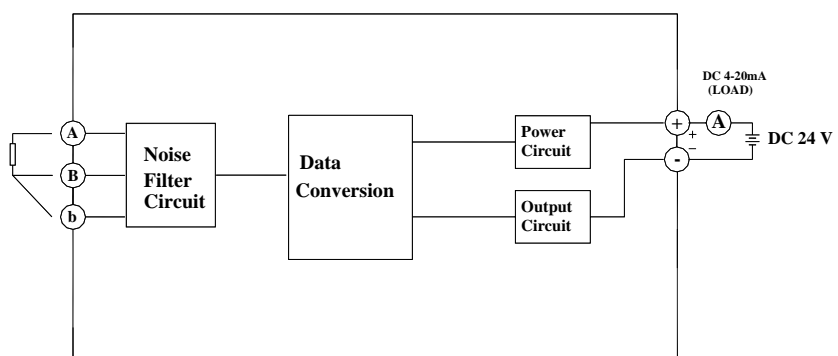 DC 4-20mA
(LOAD)
A
B
b
Noise
Filter
Circuit
Data
Conversion
Power
Circuit
Output
Circuit
+
-
A
+
−
DC 24 V